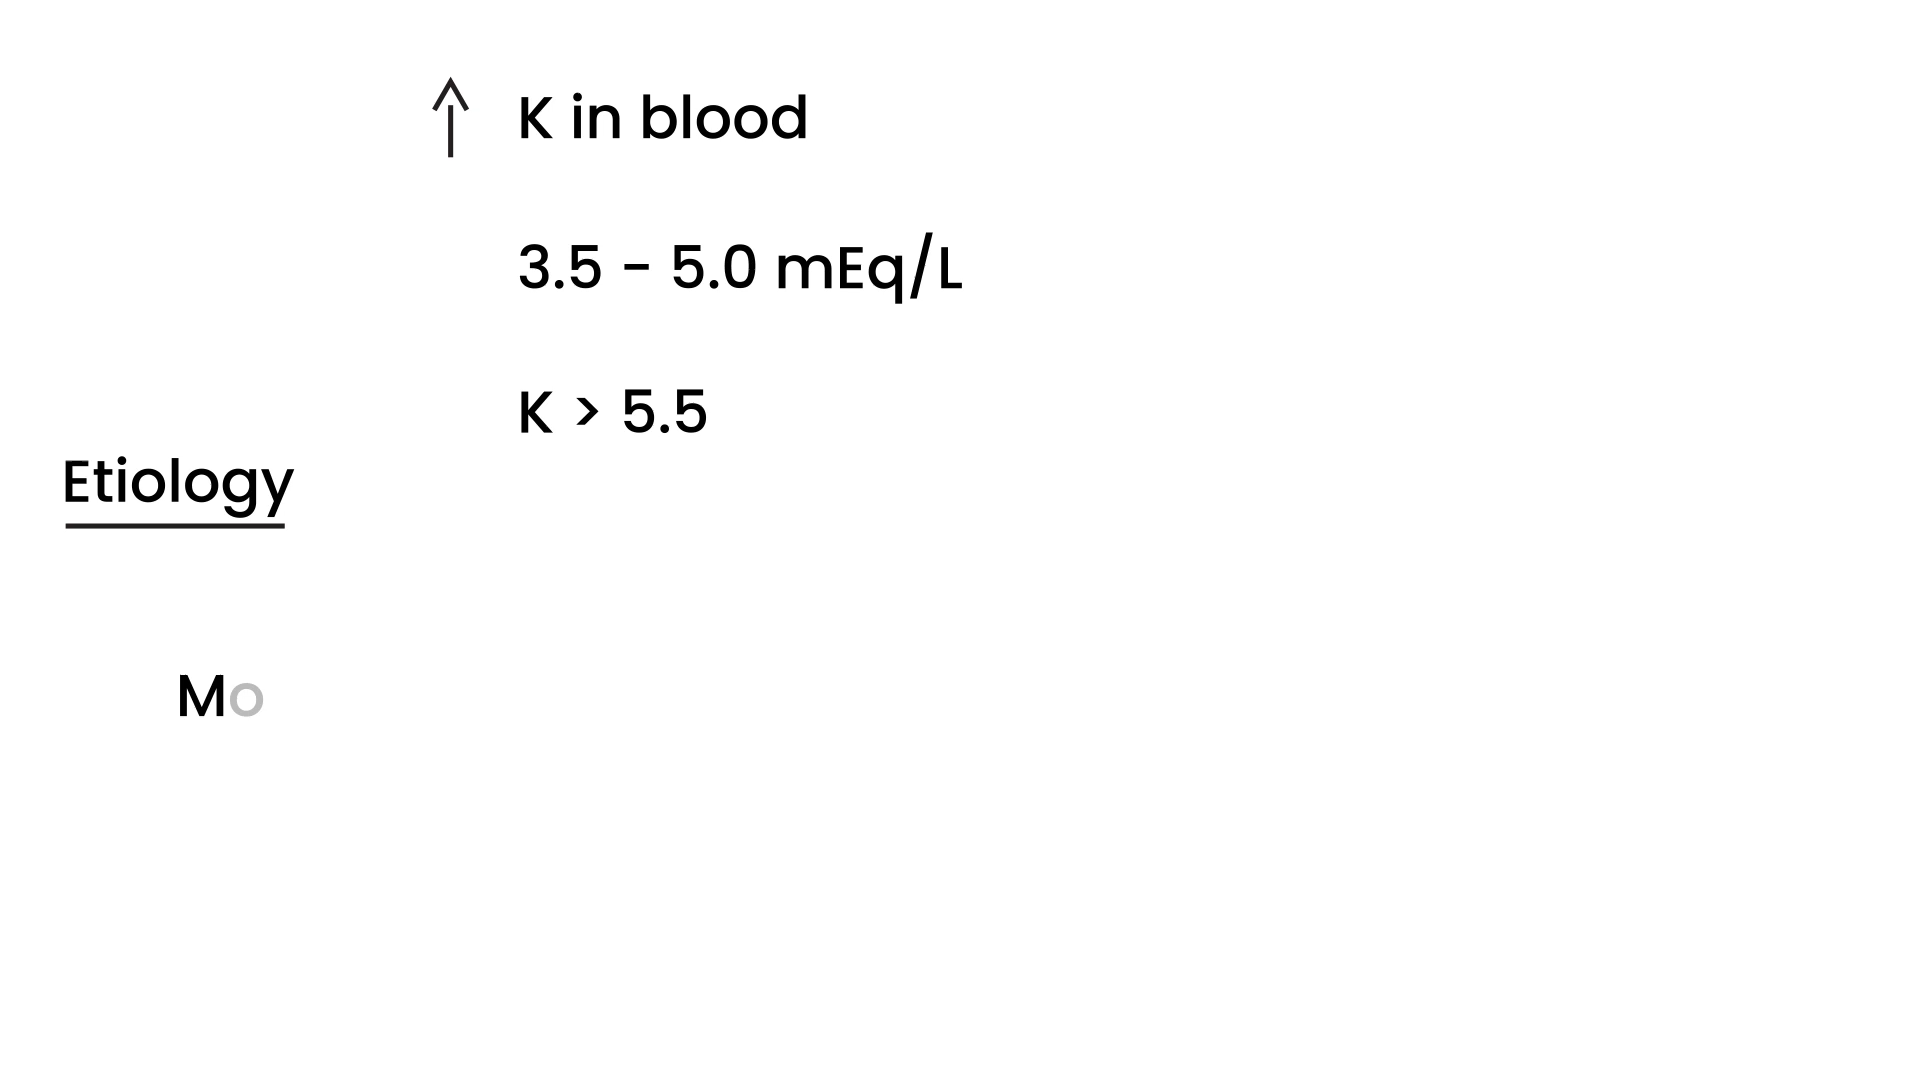 ↑ K in blood
3.5 - 5.0 mEq/L
K > 5.5
Etiology
Mo